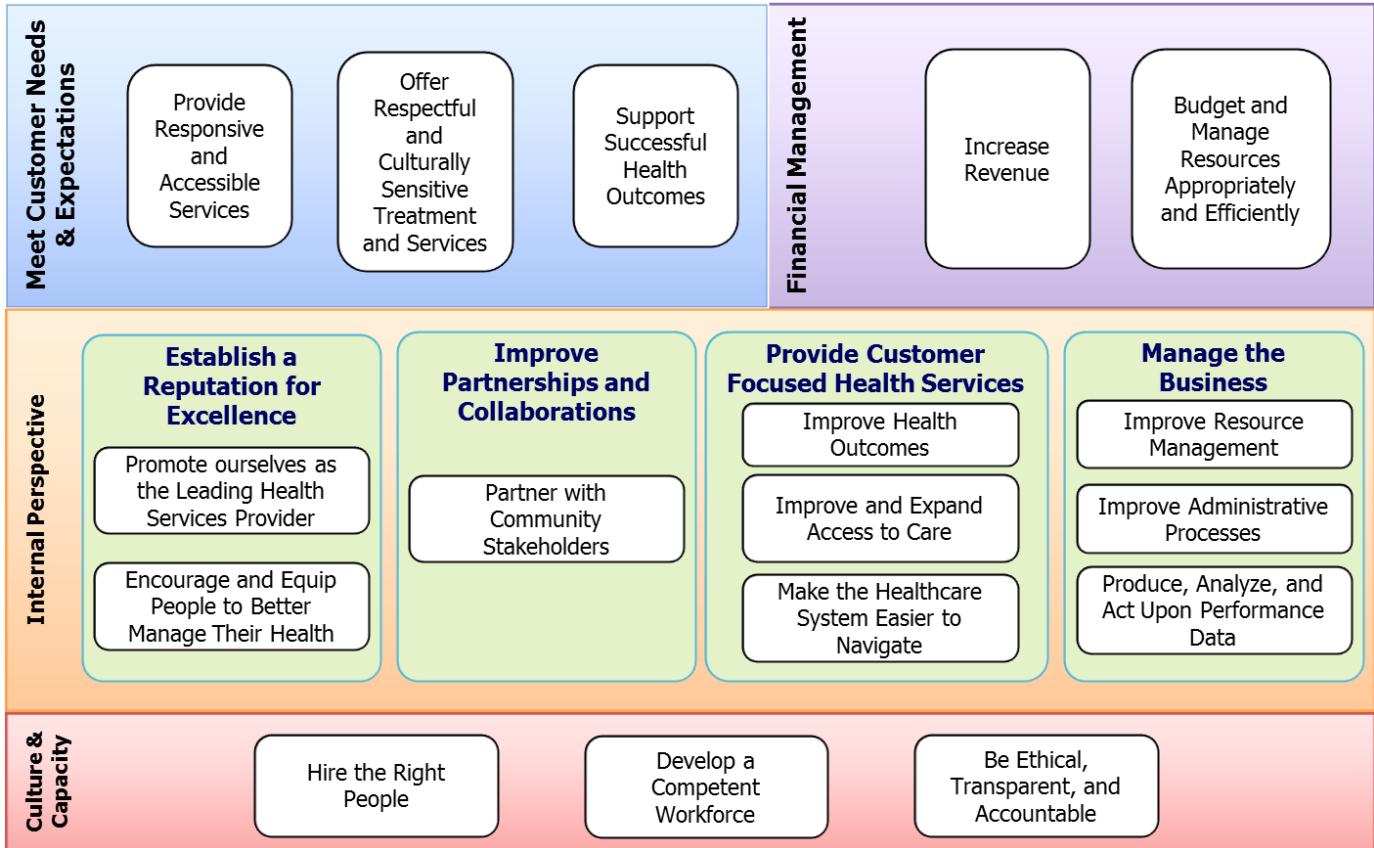 Meet Customer Needs
& Expectations
Provide
Responsive
and
Accessible
Services
Offer
Respectful
and
Culturally
Sensitive
Treatment
and Services
Support
Successful
Health
Outcomes
Financial Management
Increase
Revenue
Budget and
Manage
Resources
Appropriately
and Efficiently
Internal Perspective
Establish a
Reputation for
Excellence
Promote ourselves as
the Leading Health
Services Provider
Encourage and Equip
People to Better
Manage Their Health
Improve
Partnerships and
Collaborations
Partner with
Community
Stakeholders
Provide Customer
Focused Health Services
Improve Health
Outcomes
Improve and Expand
Access to Care
Make the Healthcare
System Easier to
Navigate
Manage the
Business
Improve Resource
Management
Improve Administrative
Processes
Produce, Analyze, and
Act Upon Performance
Data
Culture &
Capacity
Hire the Right
People
Develop a
Competent
Workforce
Be Ethical,
Transparent, and
Accountable